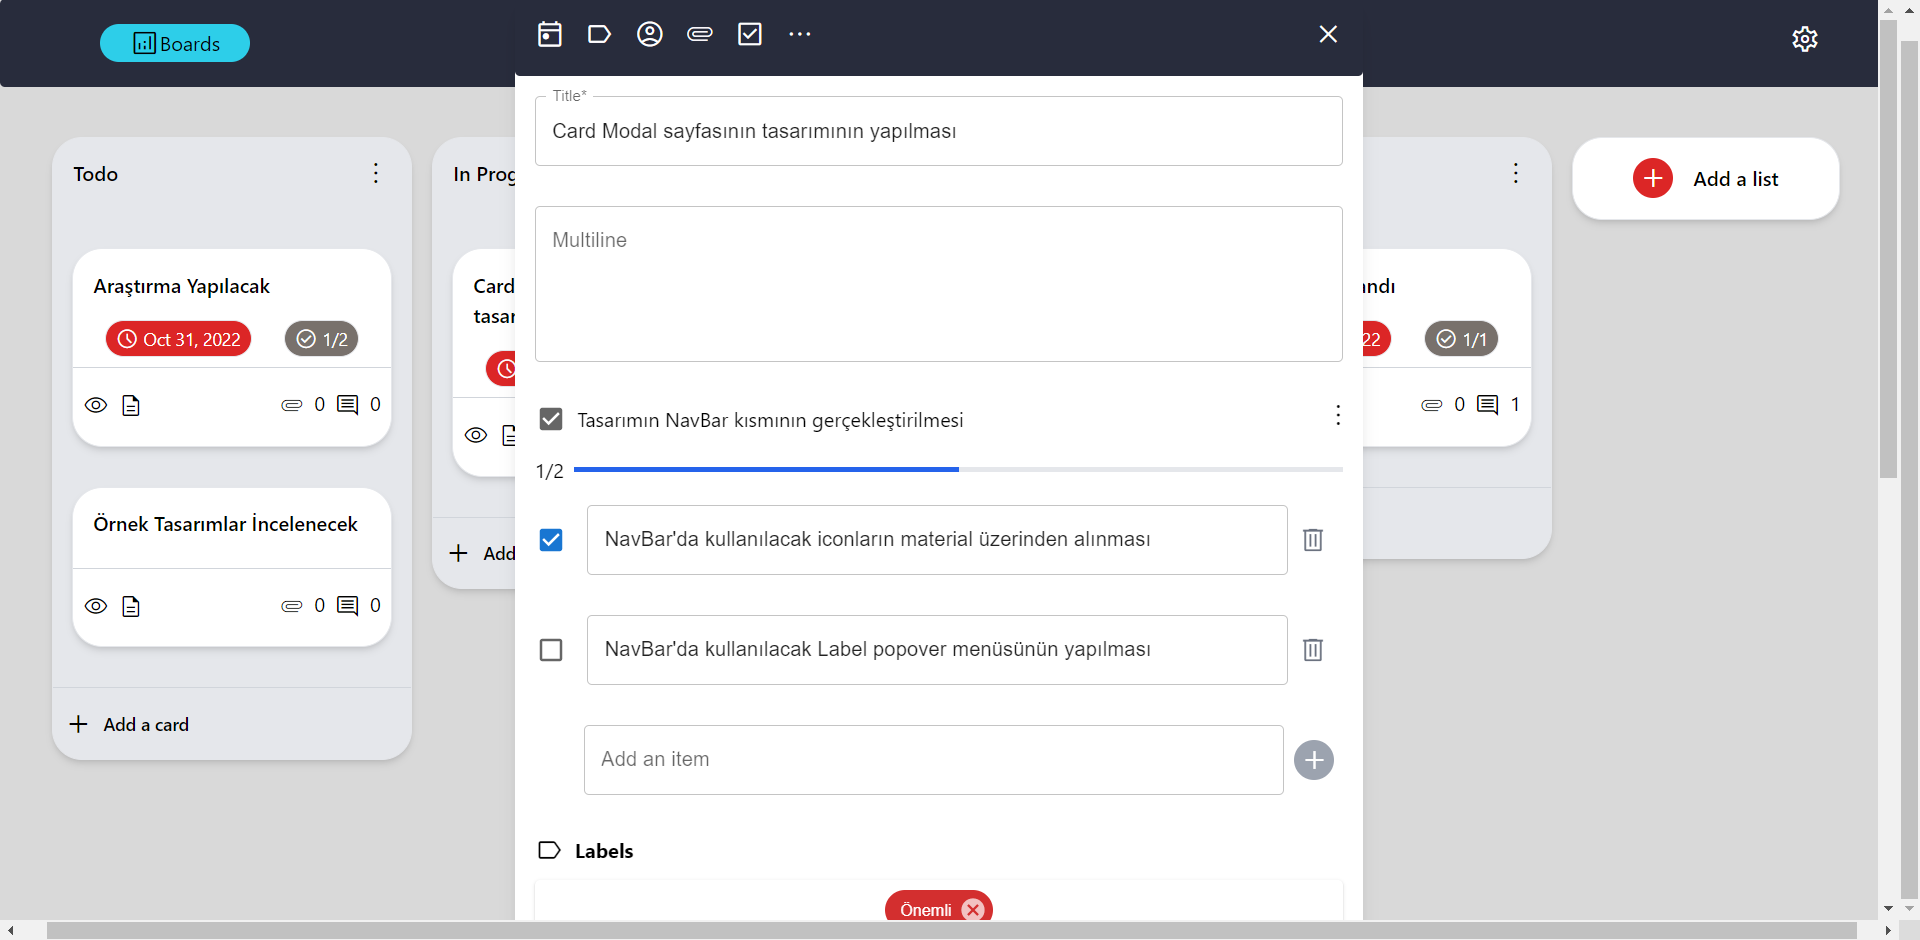 Boards
Todo
Araştırma Yapılacak
Oct 31, 2022
1/2
0
0
Örnek Tasarımlar İncelenecek
0
0
Add a card
In Prog
Card
tasar
Add
Title*
Card Modal sayfasının tasarımının yapılması
Multiline
Tasarımın NavBar kısmının gerçekleştirilmesi
1/2
NavBar'da kullanılacak iconların material üzerinden alınması
NavBar'da kullanılacak Label popover menüsünün yapılması
Add an item
Labels
Önemli
ndı
22
1/1
0
1
Add a list